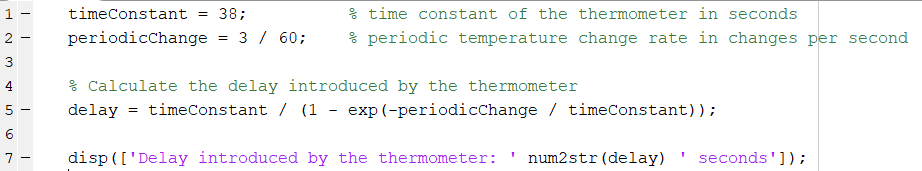 1 – timeConstant = 38; % time constant of the thermometer in seconds
2 – periodicChange = 3 / 60; % periodic temperature change rate in changes per second
3
4 % Calculate the delay introduced by the thermometer
5 – delay = timeConstant / (1 - exp(-periodicChange / timeConstant));
6
7 – disp(['Delay introduced by the thermometer: ' num2str(delay) ' seconds']);